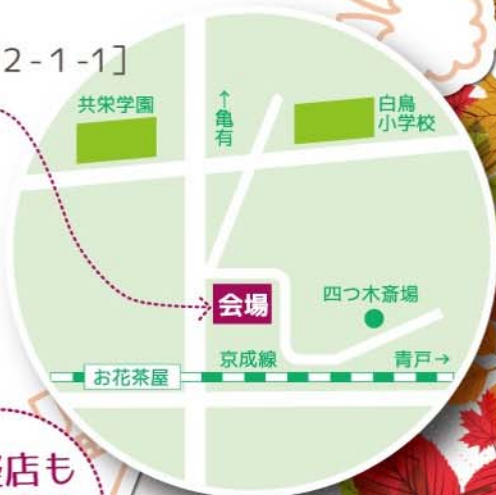 2-1-1]
共栄学園
↑亀有
白鳥
小学校
会場
四つ木斎場
京成線
青戸→
お花茶屋
店も